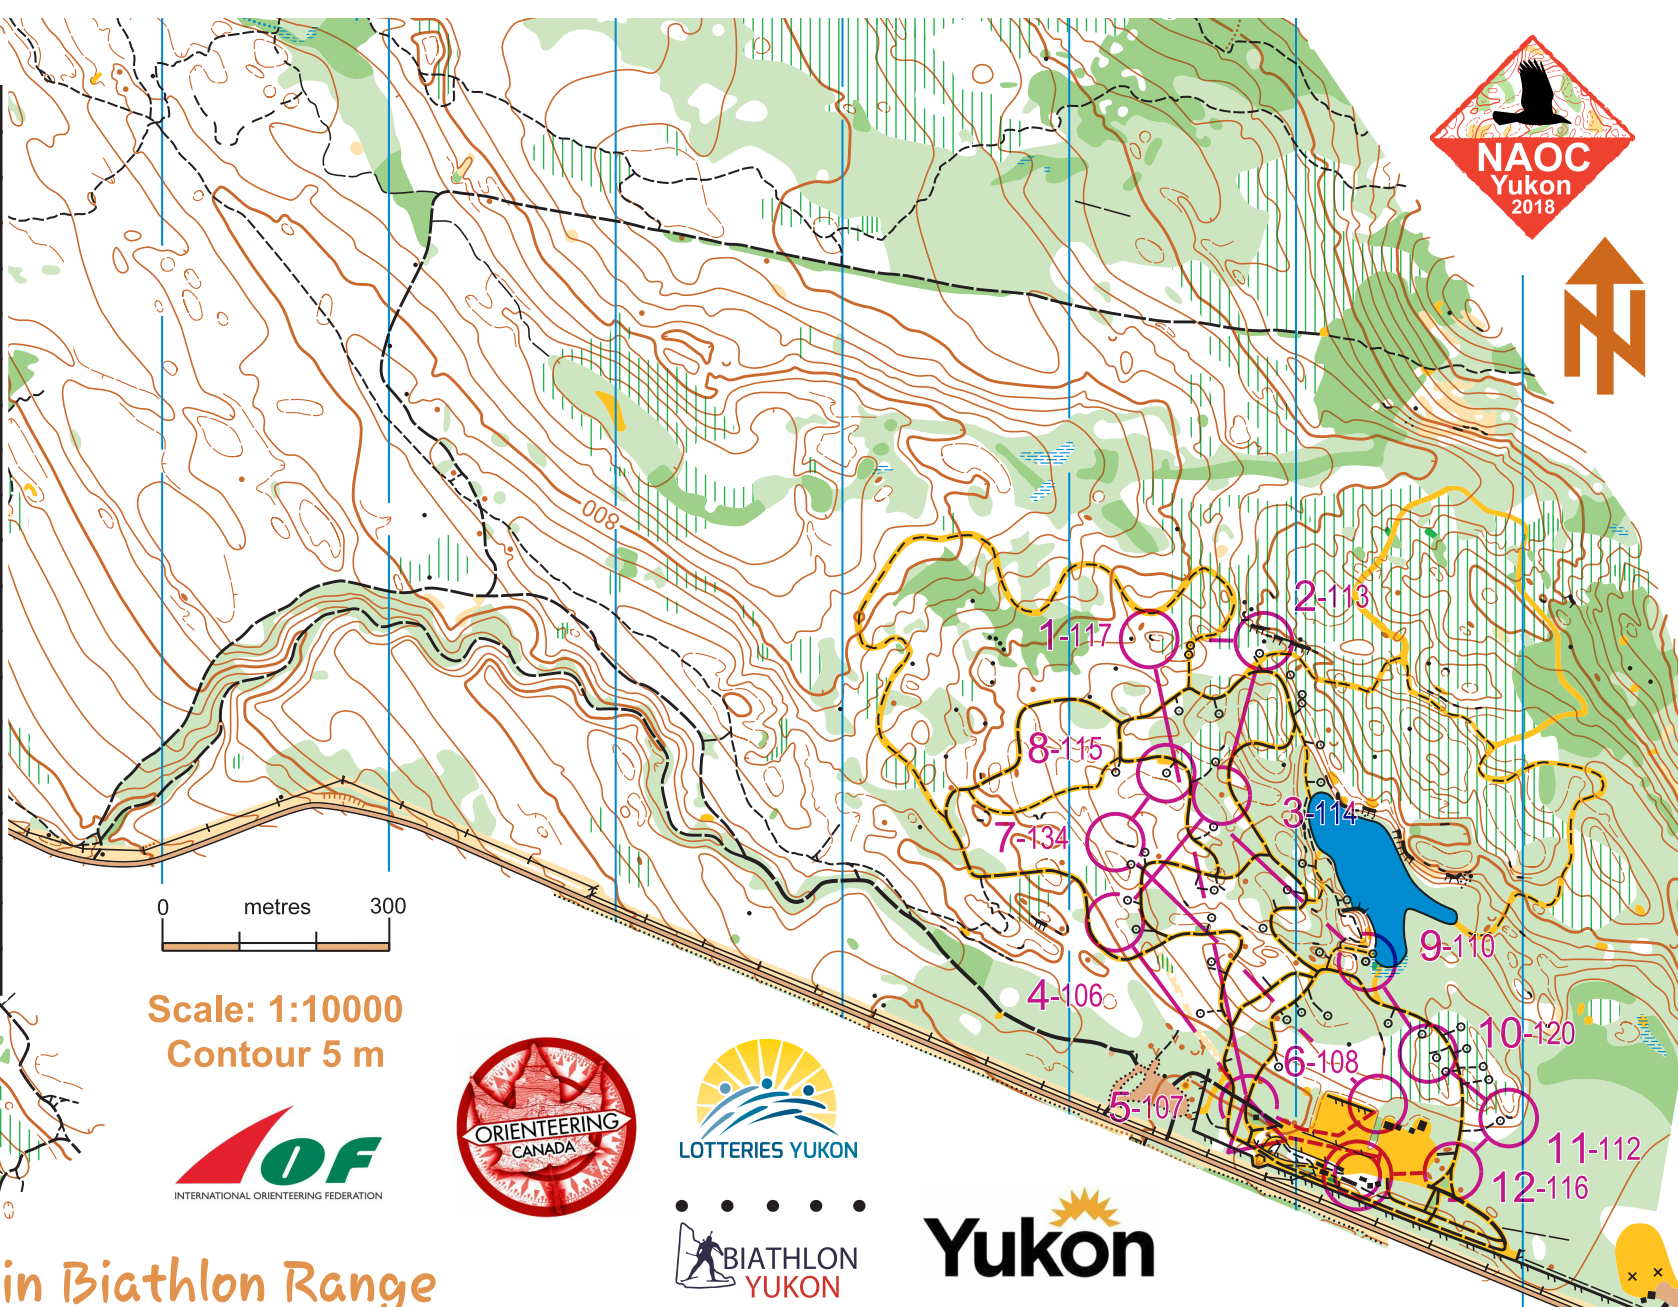 NAOC
Yukon
2018
800
2-113
1-117
8-115
3-114
7-134
9-110
4-106
10-120
6-108
5-107
11-112
12-116
0 metres 300
Scale: 1:10000
Contour 5 m
IOF
INTERNATIONAL ORIENTEERING FEDERATION
ORIENTEERING
CANADA
LOTTERIES YUKON
BIATHLON
YUKON
Yukon
in Biathlon Range